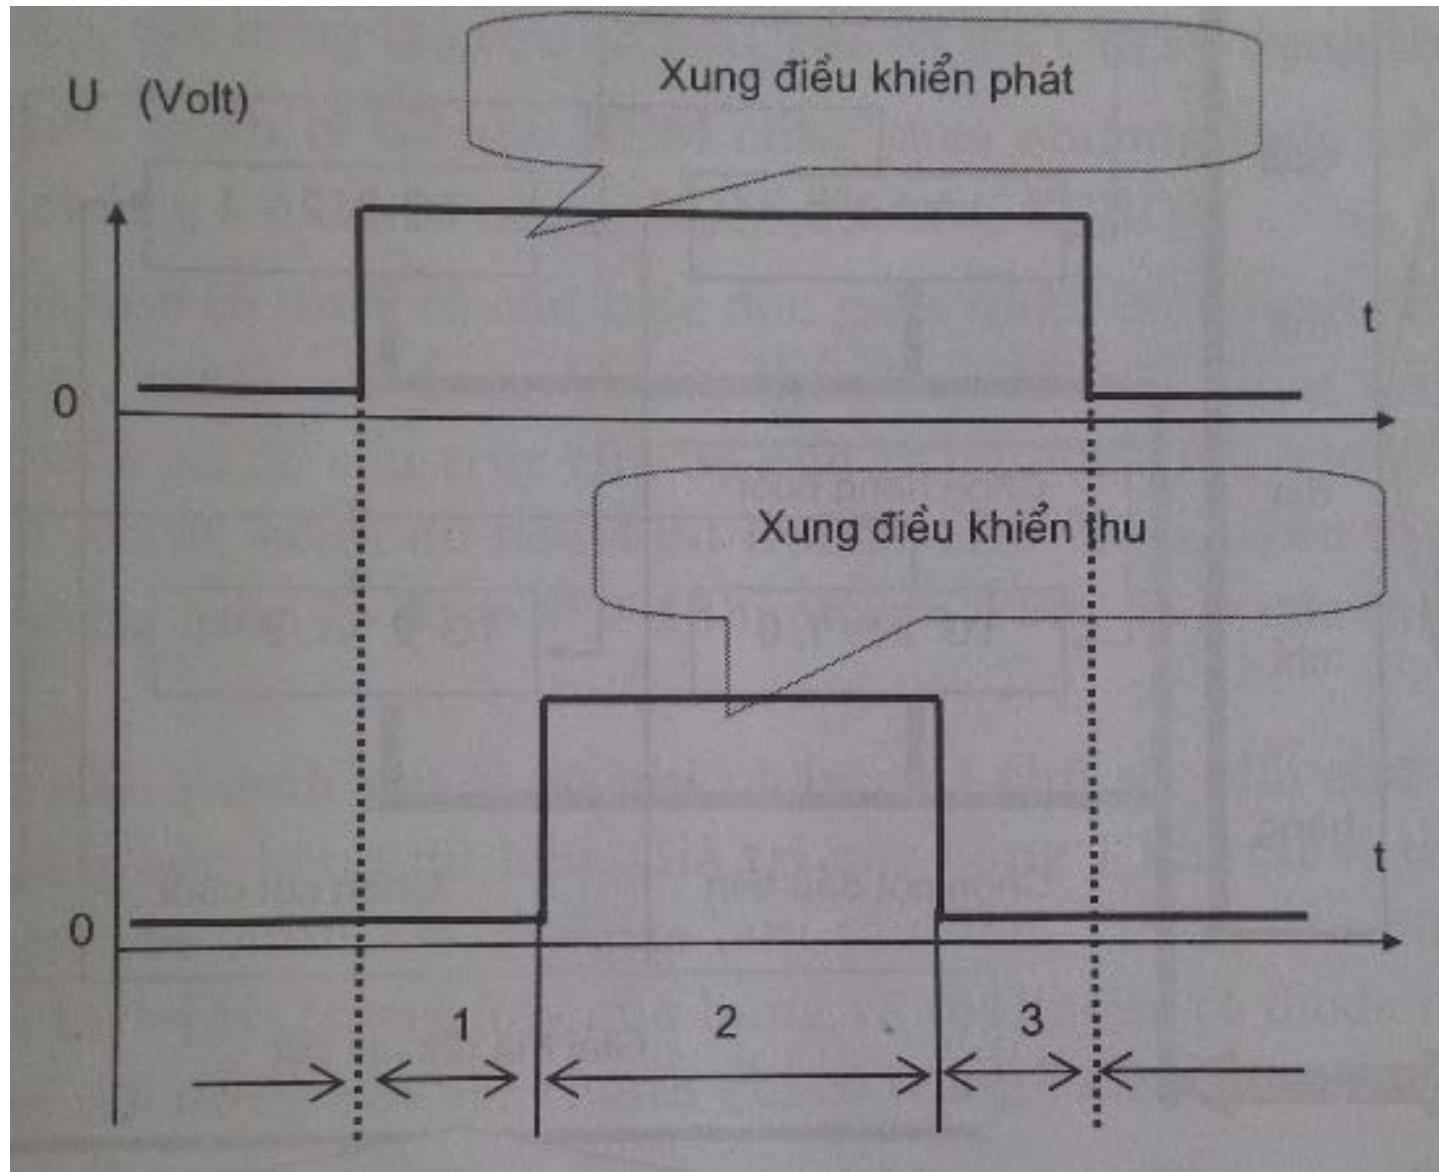 Xung điều khiển phát
U (Volt)
t
0
Xung điều khiển thu
t
0
1 2 3